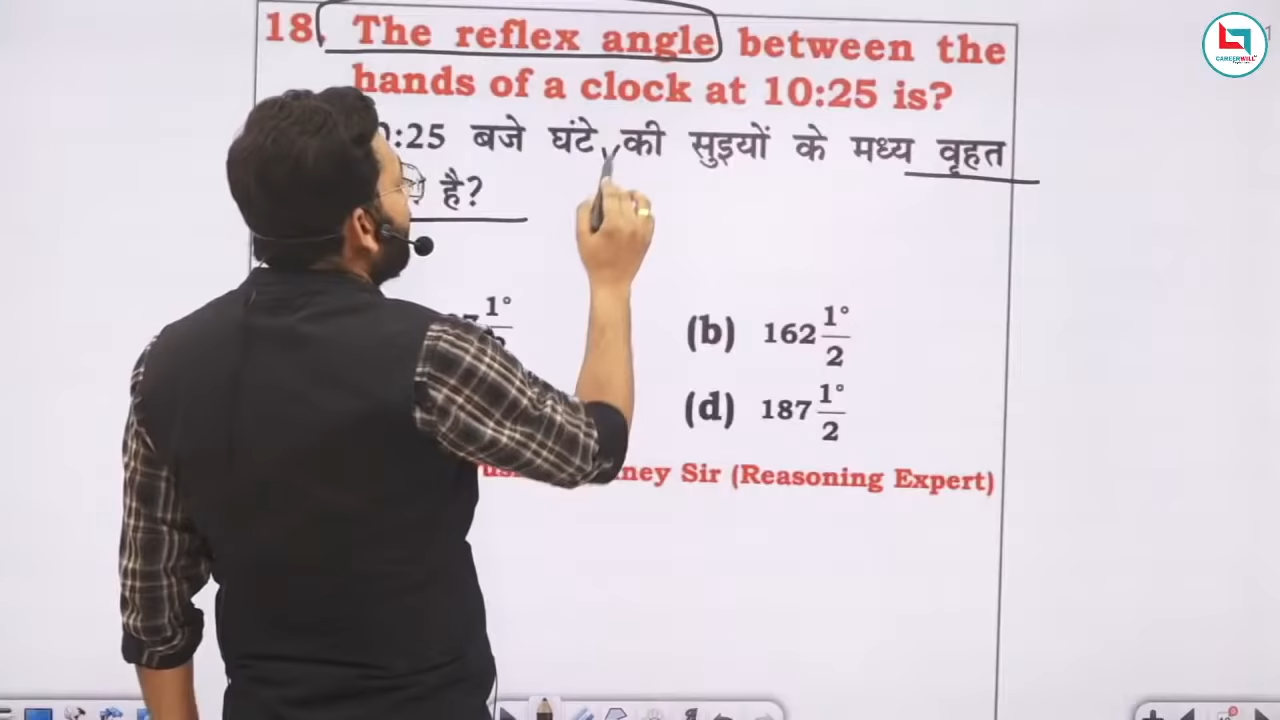 18. The reflex angle between the
hands of a clock at 10:25 is?
:25 बजे घंटे की सुइयों के मध्य वृहत
है?
(b) 162 1°/2
(d) 187 1°/2
ney Sir (Reasoning Expert)
CAREERWILL